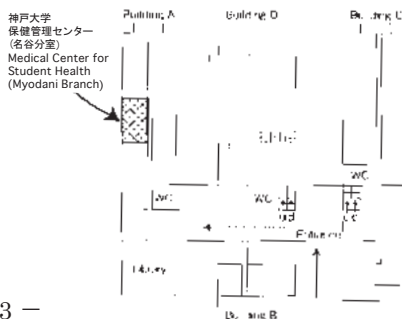 神戸大学
保健管理センター
(名谷分室)
Medical Center for
Student Health
(Myodani Branch)
Building A
Building D
Building C
WC
WC
WC
Entrance
Library
Building B
3 −